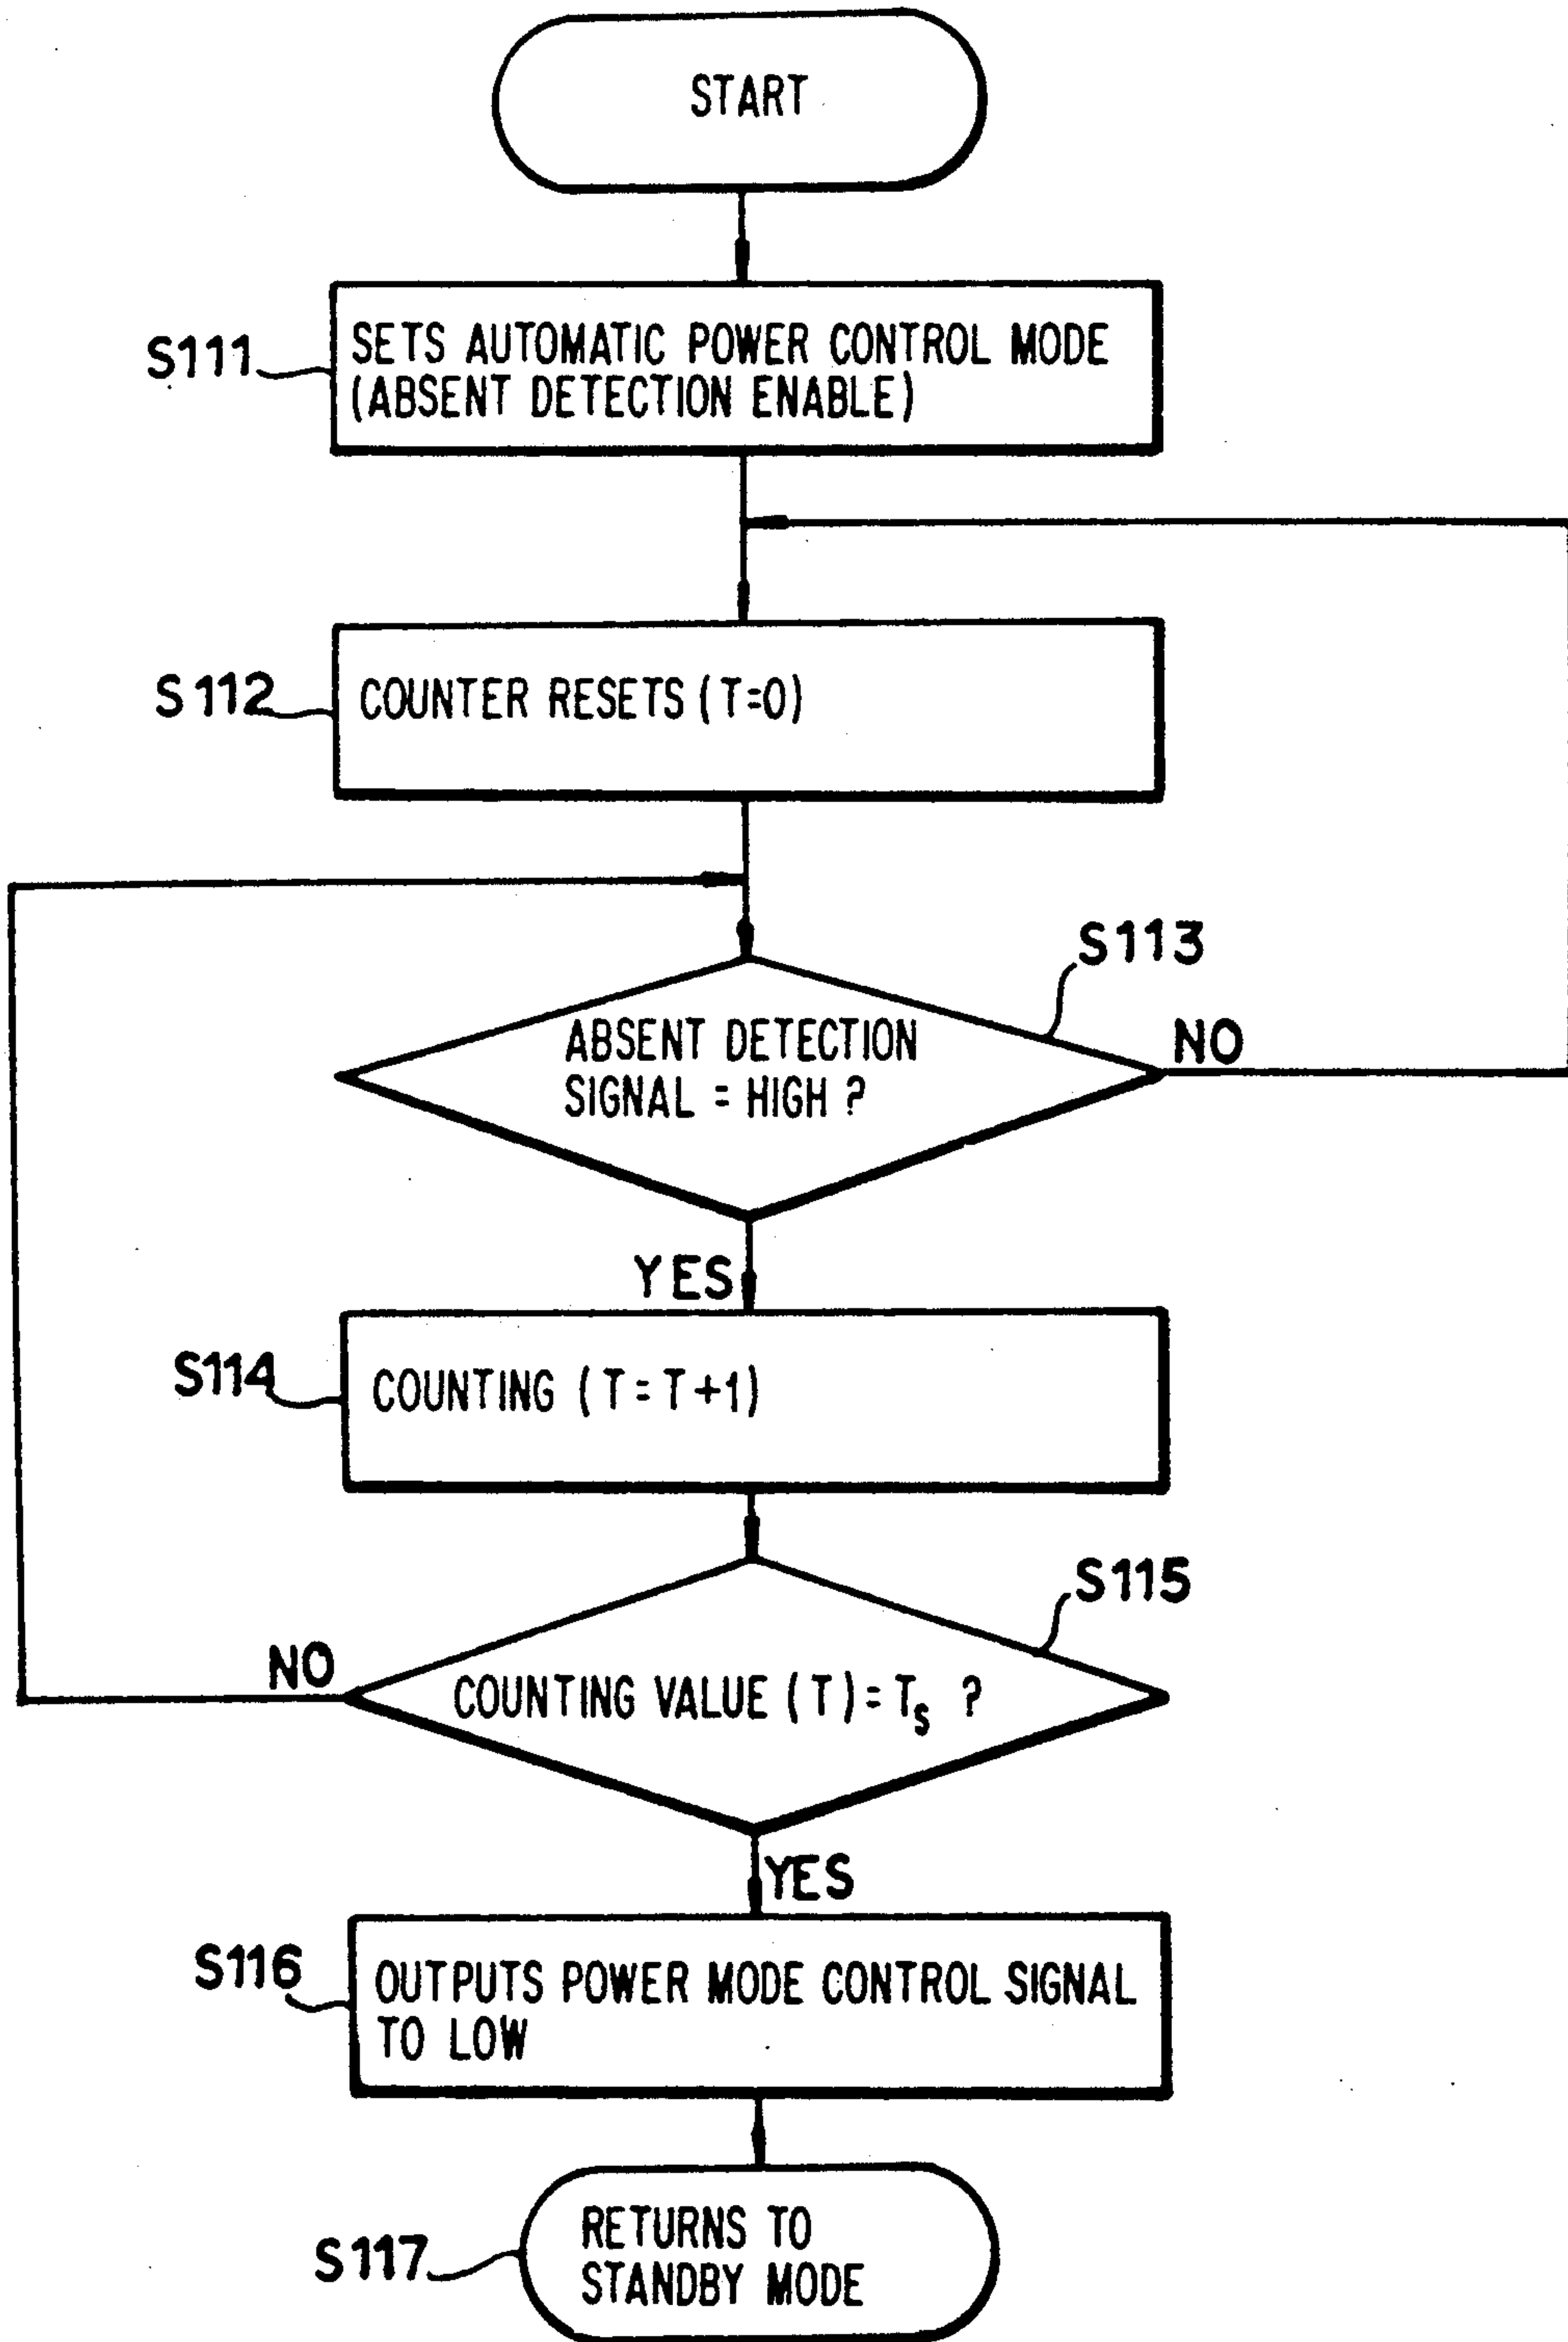 START
S111
SETS AUTOMATIC POWER CONTROL MODE
(ABSENT DETECTION ENABLE)
S112
COUNTER RESETS (T=0)
S113
ABSENT DETECTION
SIGNAL = HIGH ?
NO
YES
S114
COUNTING (T=T+1)
S115
NO
COUNTING VALUE (T)=Ts ?
YES
S116
OUTPUTS POWER MODE CONTROL SIGNAL
TO LOW
S117
RETURNS TO
STANDBY MODE